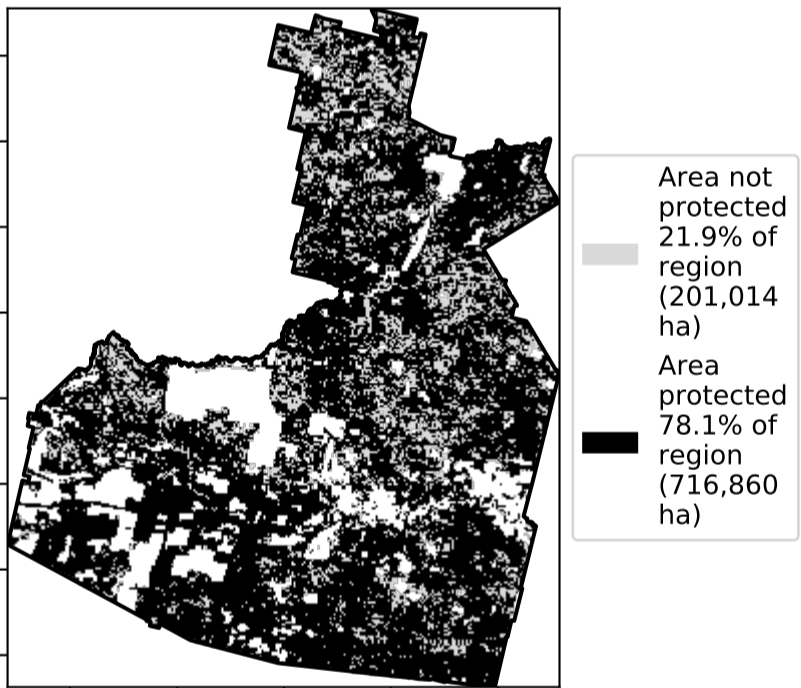 Area not
protected
21.9% of
region
(201,014
ha)
Area
protected
78.1% of
region
(716,860
ha)